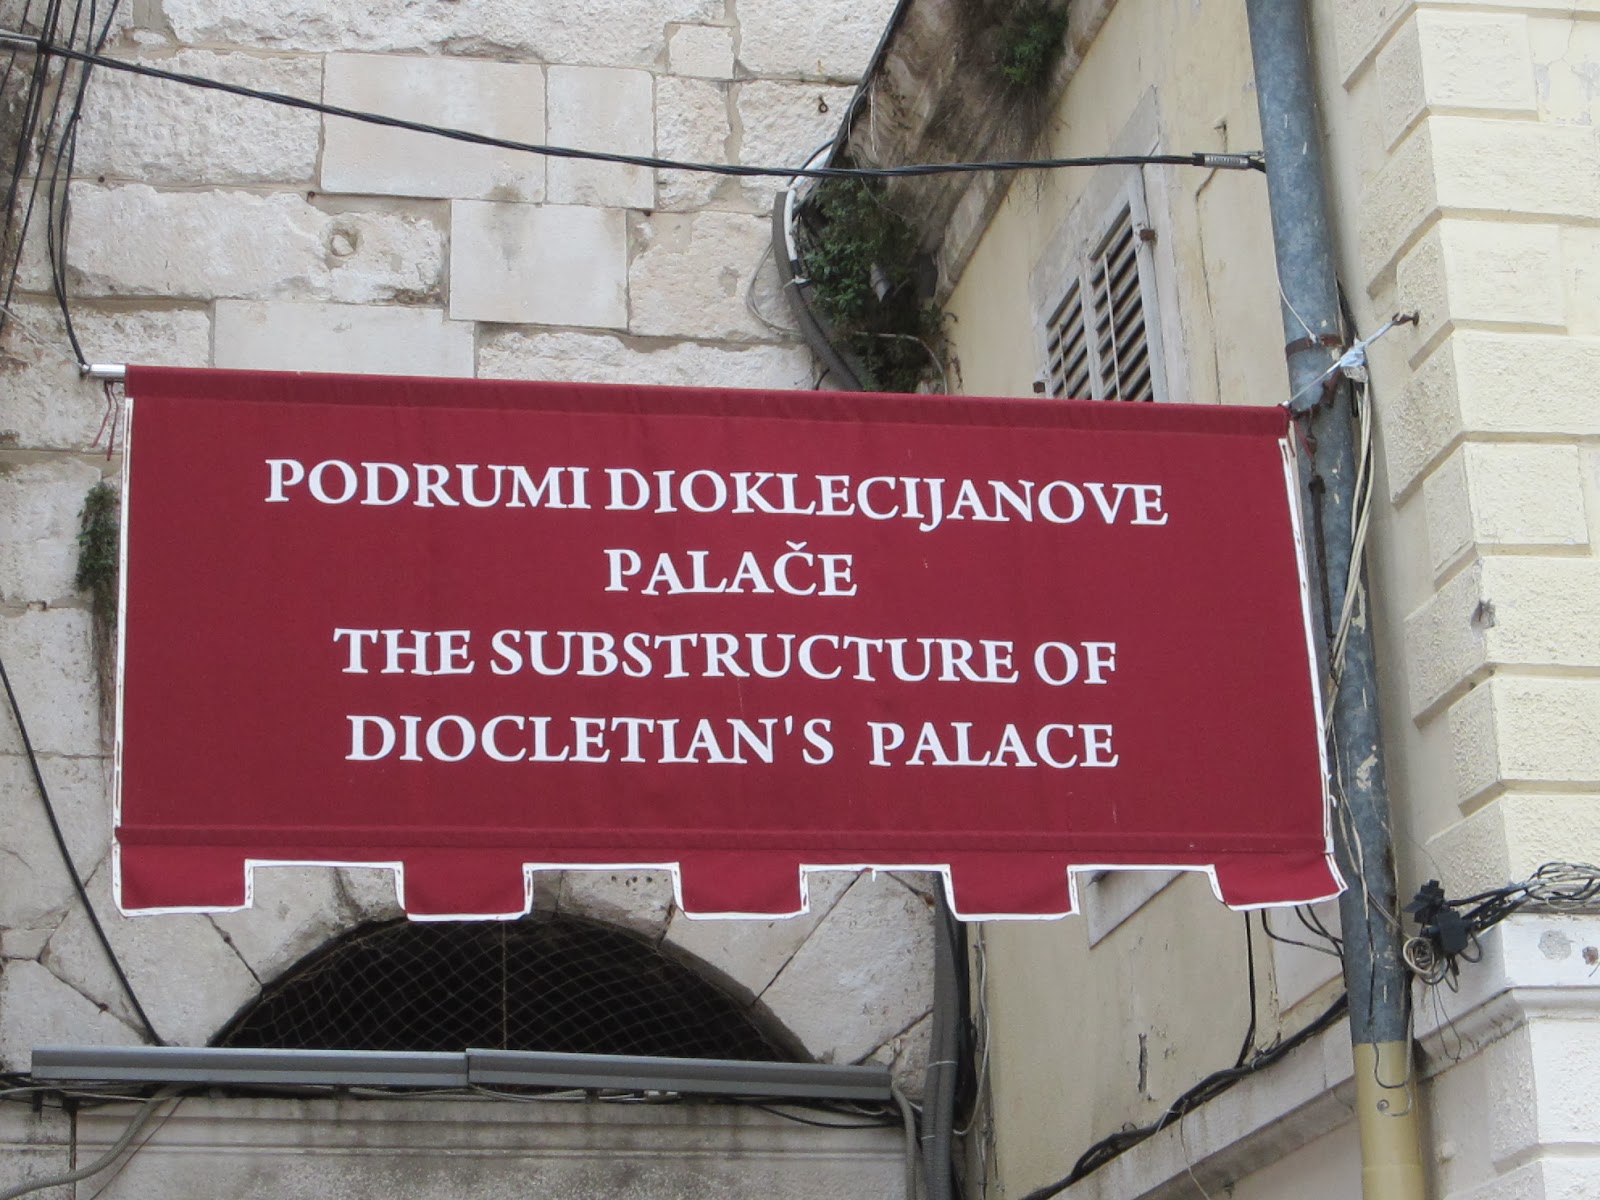 PODRUMI DIOKLECIJANOVE
PALAČE
THE SUBSTRUCTURE OF
DIOCLETIAN'S PALACE